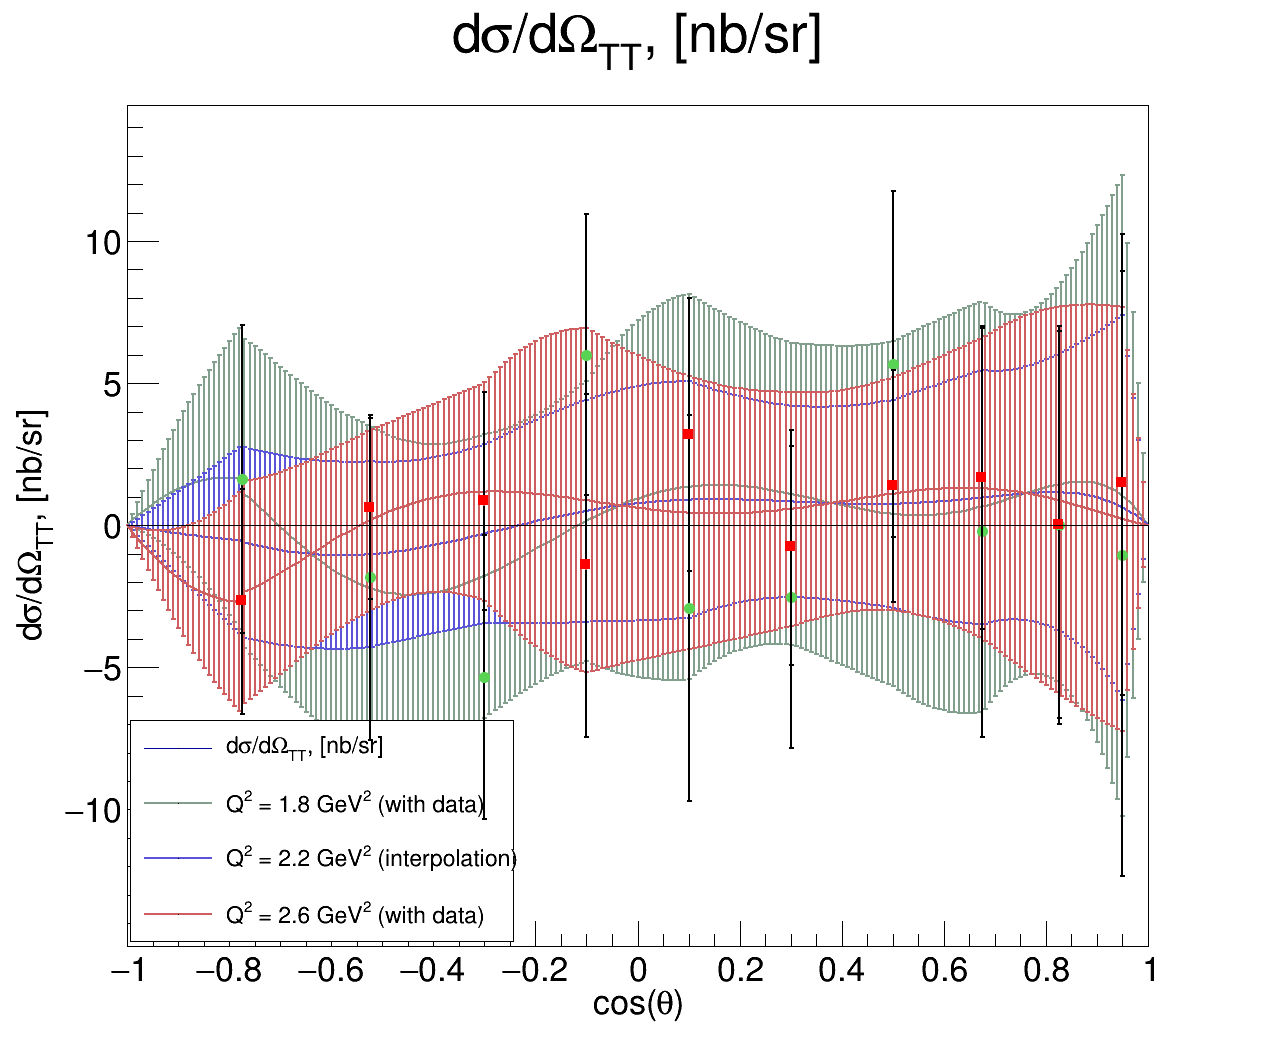 dσ/dΩ_TT, [nb/sr]
dσ/dΩ_TT, [nb/sr]
10
5
0
−5
−10
dσ/dΩ_TT, [nb/sr]
Q² = 1.8 GeV² (with data)
Q² = 2.2 GeV² (interpolation)
Q² = 2.6 GeV² (with data)
−1 −0.8 −0.6 −0.4 −0.2 0 0.2 0.4 0.6 0.8 1
cos(θ)